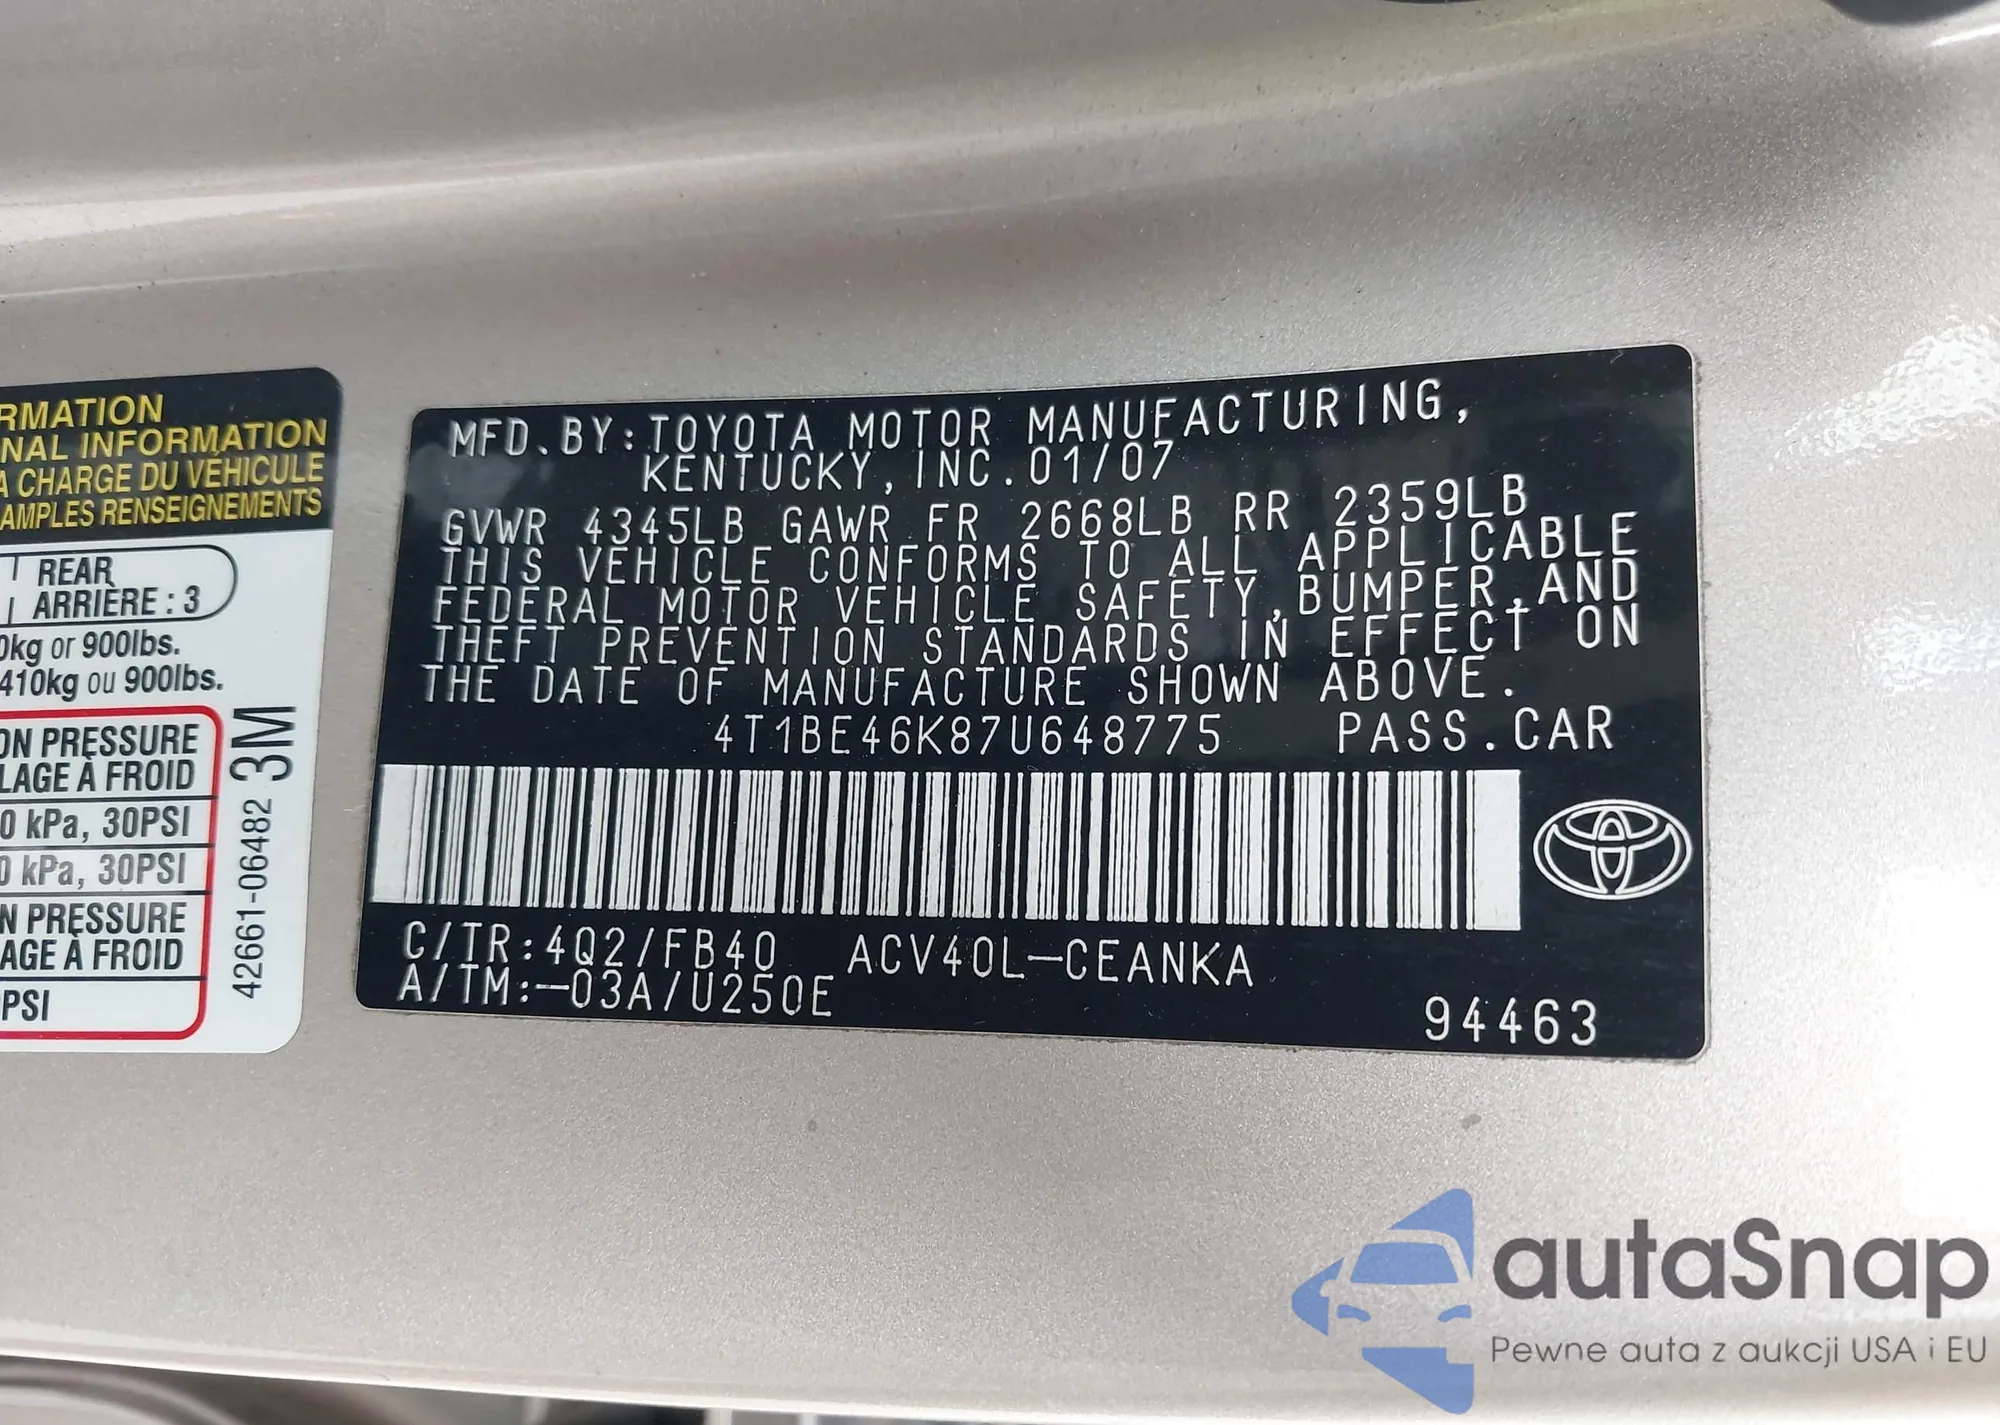 RMATION
NAL INFORMATION
A CHARGE DU VÉHICULE
AMPLES RENSEIGNEMENTS
REAR
ARRIÈRE : 3
0kg or 900lbs.
410kg ou 900lbs.
ON PRESSURE
LAGE À FROID
0 kPa, 30PSI
0 kPa, 30PSI
N PRESSURE
AGE À FROID
PSI
42661-06482 3M
MFD.BY:TOYOTA MOTOR MANUFACTURING,
KENTUCKY,INC.01/07
GVWR 4345LB GAWR FR 2668LB RR 2359LB
THIS VEHICLE CONFORMS TO ALL APPLICABLE
FEDERAL MOTOR VEHICLE SAFETY,BUMPER,AND
THEFT PREVENTION STANDARDS IN EFFECT ON
THE DATE OF MANUFACTURE SHOWN ABOVE.
4T1BE46K87U648775 PASS.CAR
C/TR:4Q2/FB40 ACV40L-CEANKA
A/TM:-03A/U250E
94463
autaSnap
Pewne auta z aukcji USA i EU